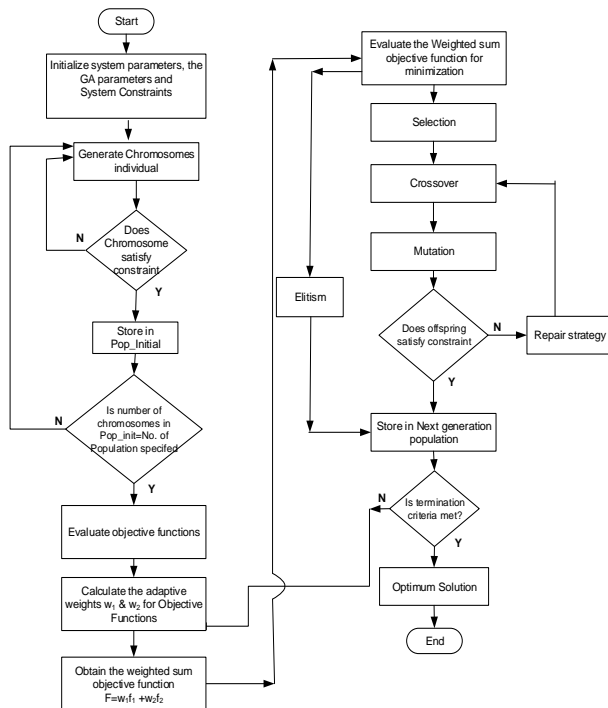 Start
Initialize system parameters, the
GA parameters and
System Constraints
Generate Chromosomes
individual
Does
Chromosome
satisfy
constraint
N
Y
Store in
Pop_Initial
Is number of
chromosomes in
Pop_init=No. of
Population specifed
N
Y
Evaluate objective functions
Calculate the adaptive
weights w₁ & w₂ for Objective
Functions
Obtain the weighted sum
objective function
F=w₁f₁ +w₂f₂
Evaluate the Weighted sum
objective function for
minimization
Selection
Crossover
Mutation
Elitism
Does offspring
satisfy constraint
N
Repair strategy
Y
Store in Next generation
population
Is termination
criteria met?
N
Y
Optimum Solution
End